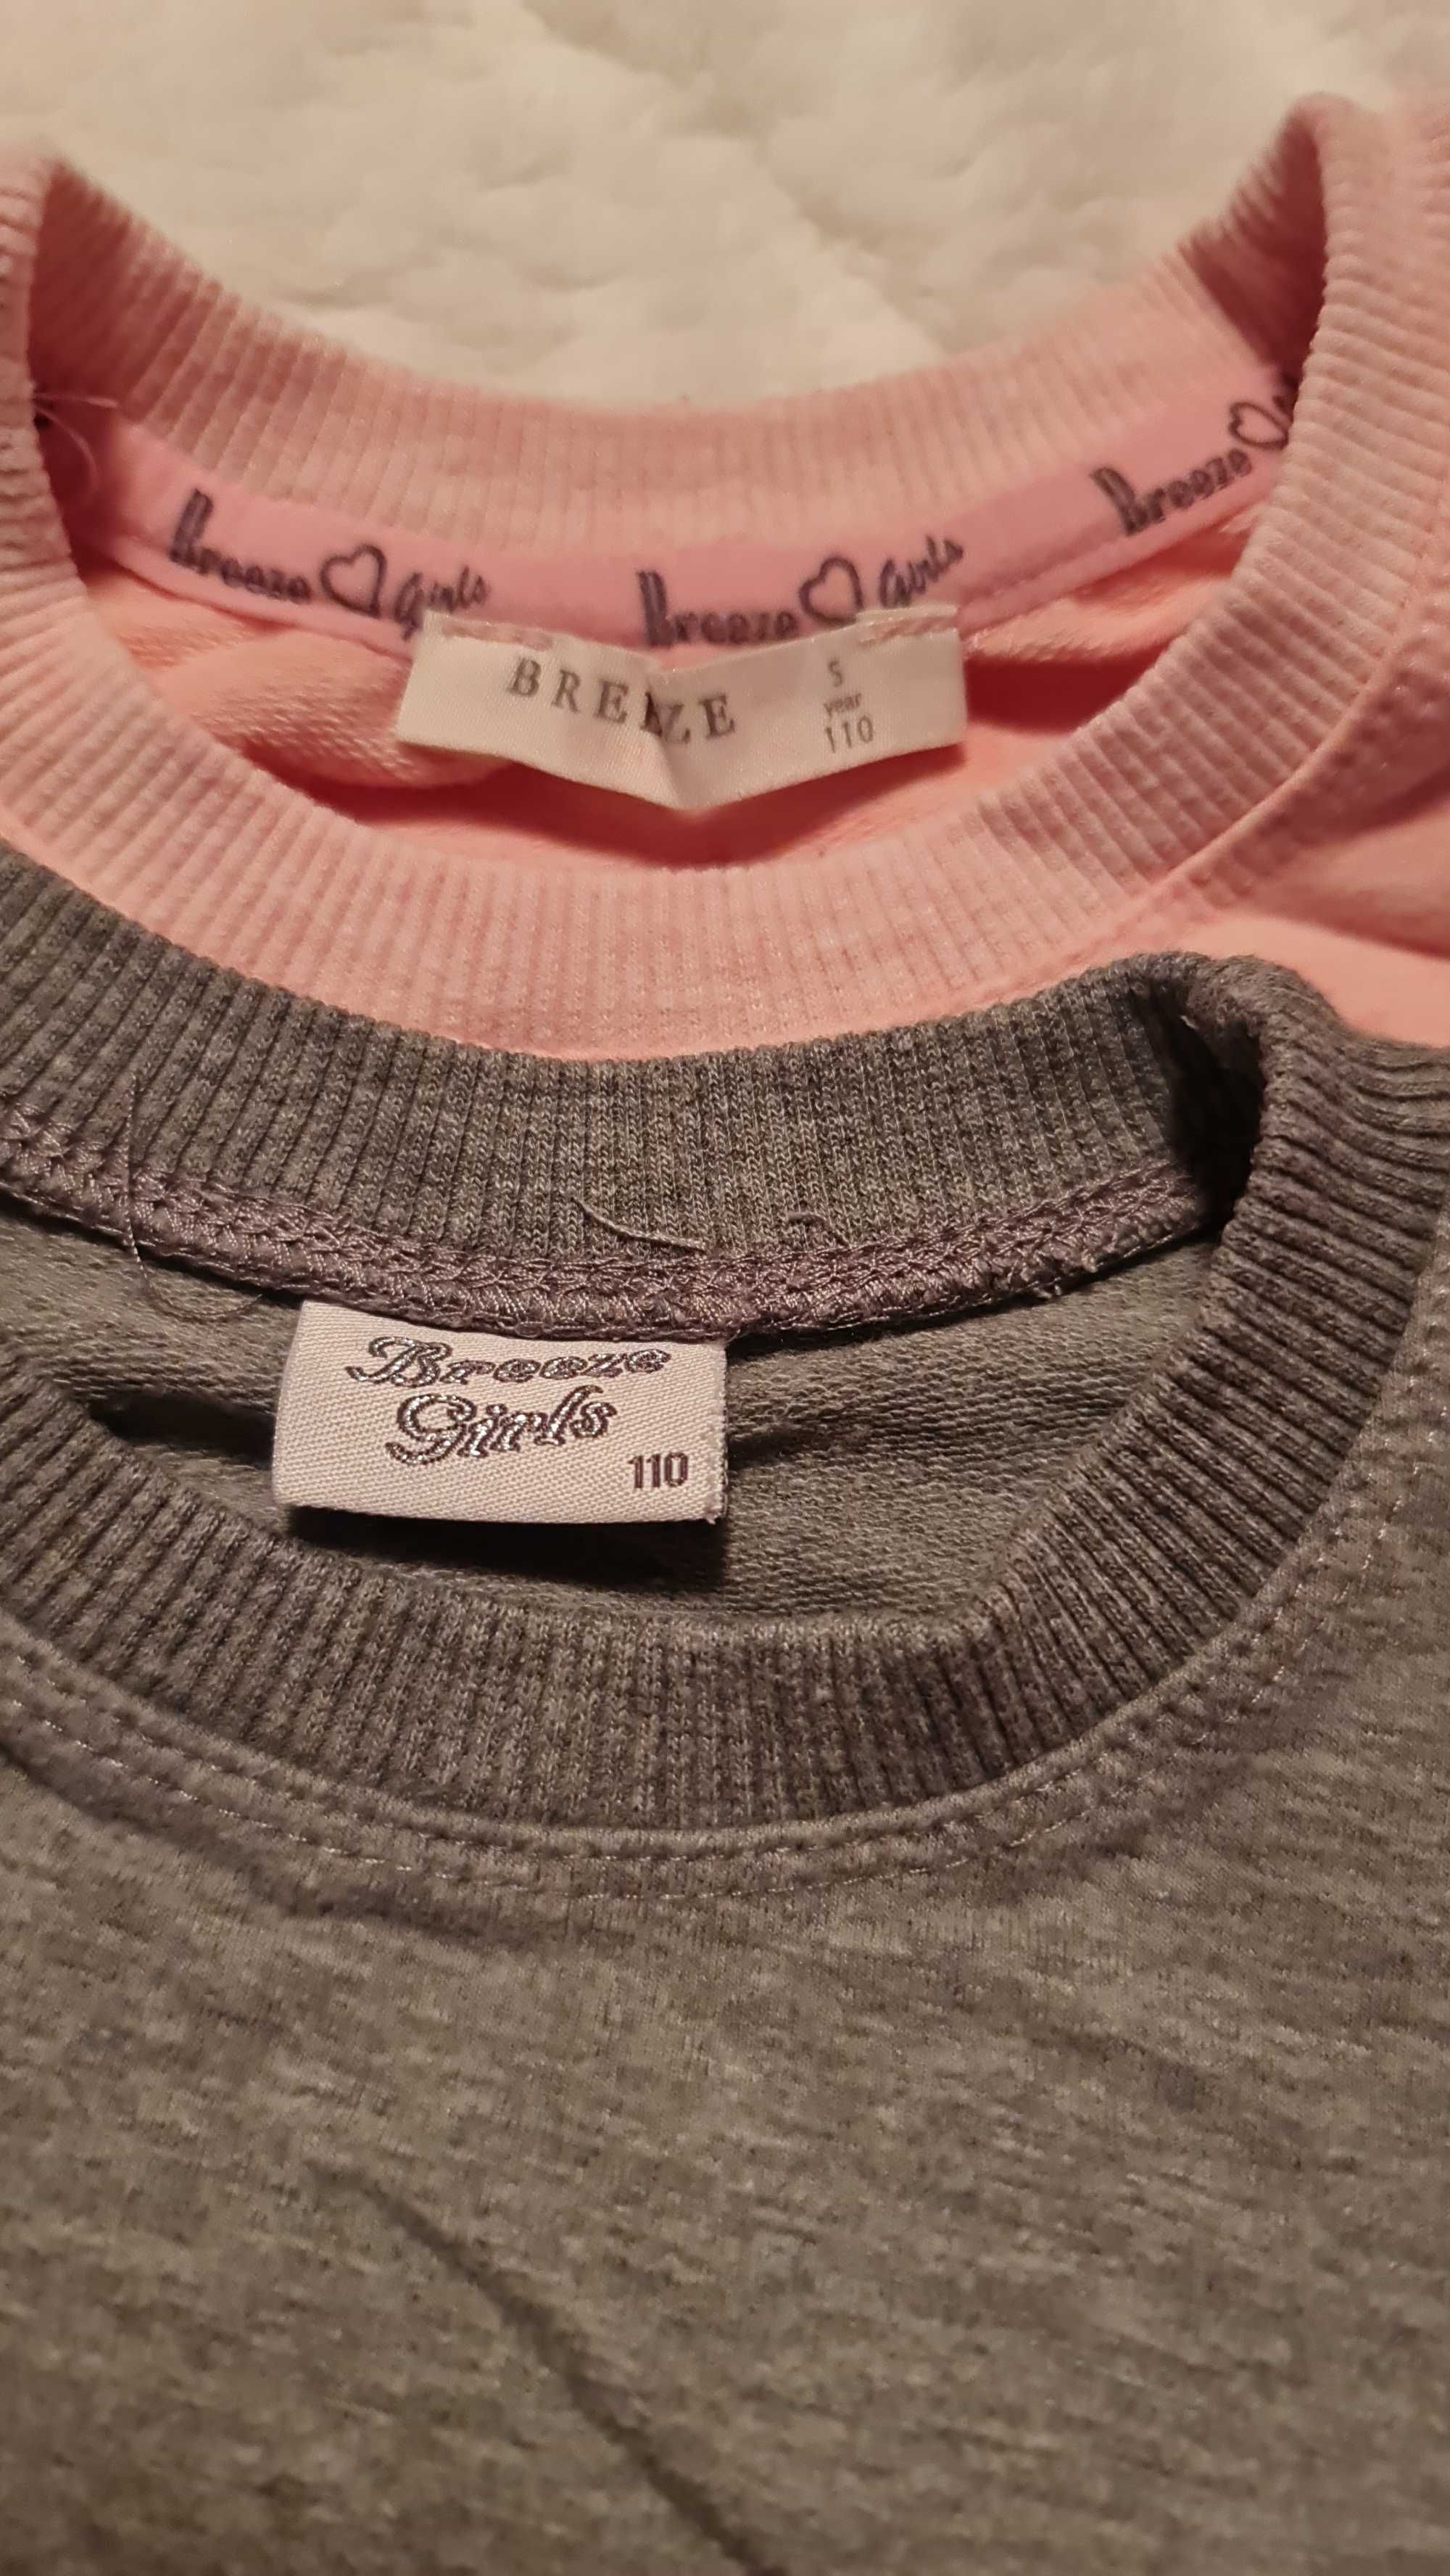 Breeze girls
Breeze girls
Breeze
BREEZE
5
year
110
Breeze
Girls
110